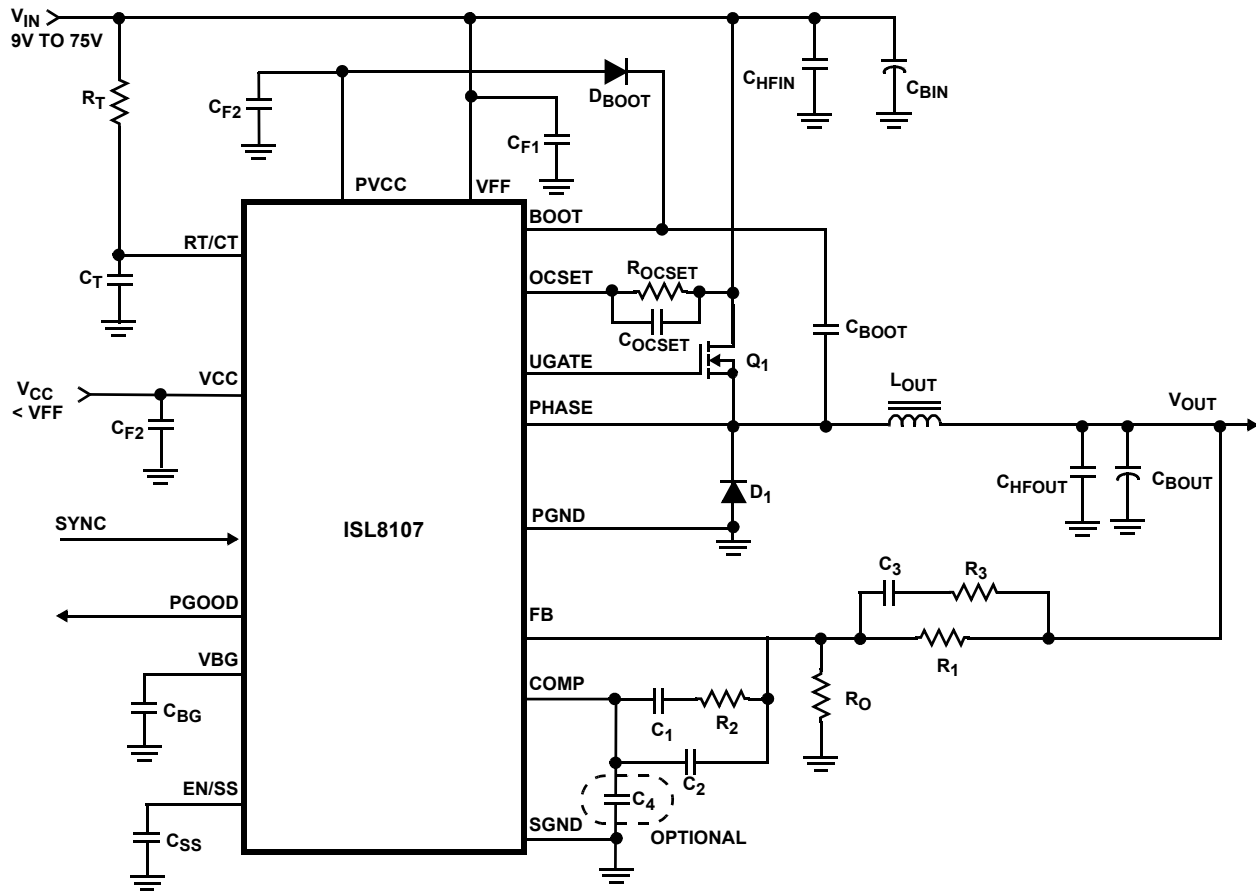 VIN
9V TO 75V
RT
CF2
DBOOT
CHFIN
CBIN
CF1
PVCC
VFF
BOOT
RT/CT
OCSET
ROCSET
CT
COCSET
CBOOT
UGATE
Q1
VCC
VCC
< VFF
PHASE
LOUT
VOUT
CF2
CHFOUT
CBOUT
D1
PGND
SYNC
ISL8107
C3
R3
PGOOD
FB
R1
VBG
COMP
CBG
C1
R2
RO
C2
EN/SS
C4
CSS
SGND
OPTIONAL